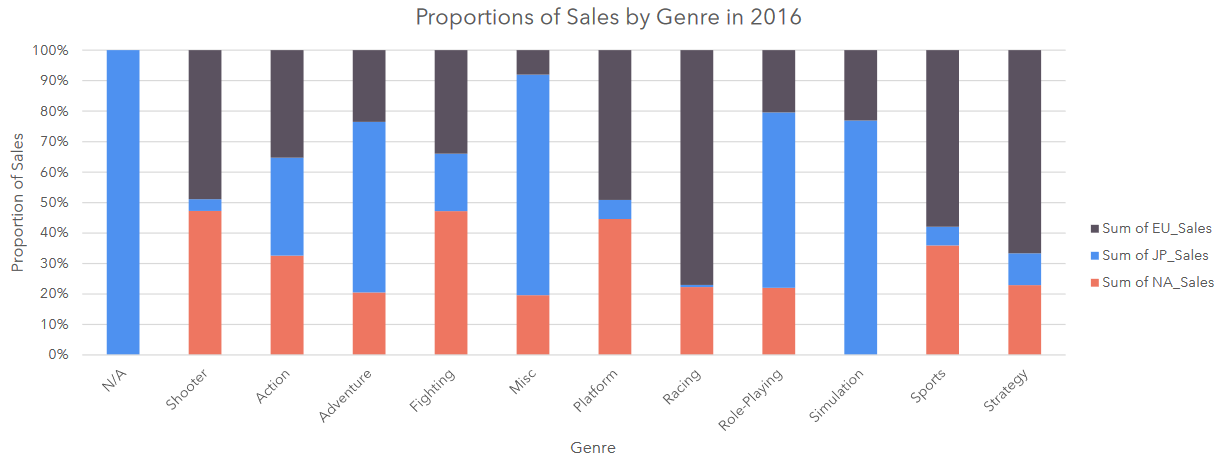 Proportions of Sales by Genre in 2016
Proportion of Sales
100%
90%
80%
70%
60%
50%
40%
30%
20%
10%
0%
N/A
Shooter
Action
Adventure
Fighting
Misc
Platform
Racing
Role-Playing
Simulation
Sports
Strategy
Genre
Sum of EU_Sales
Sum of JP_Sales
Sum of NA_Sales